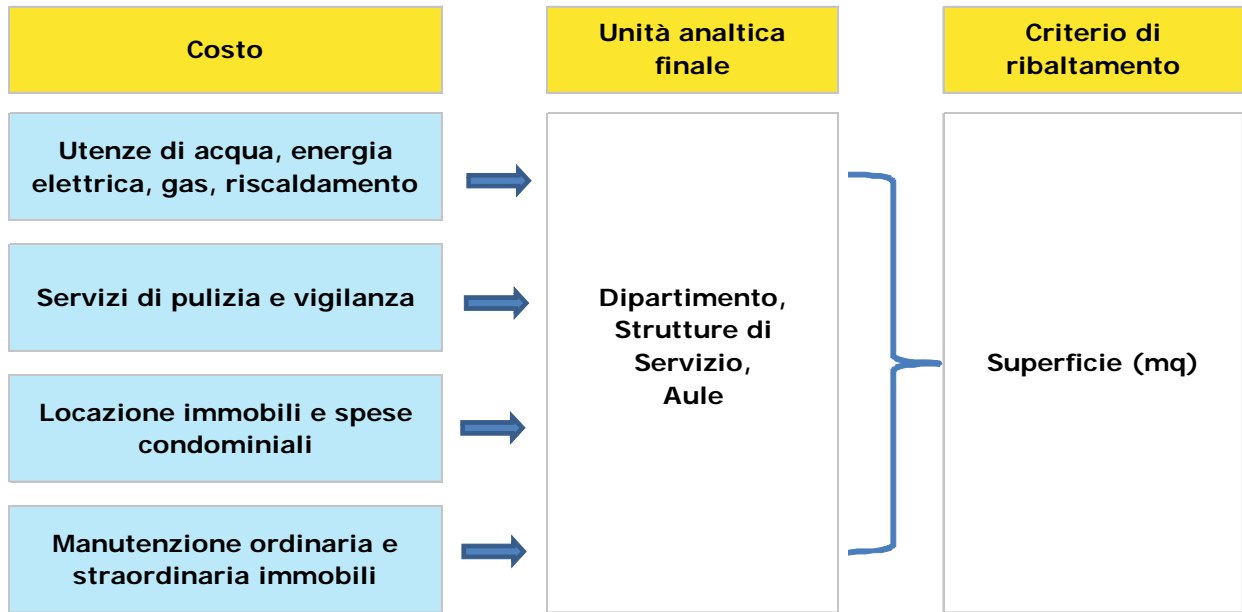 Costo
Unità analtica
finale
Criterio di
ribaltamento
Utenze di acqua, energia
elettrica, gas, riscaldamento
Servizi di pulizia e vigilanza
Locazione immobili e spese
condominiali
Manutenzione ordinaria e
straordinaria immobili
Dipartimento,
Strutture di
Servizio,
Aule
Superficie (mq)